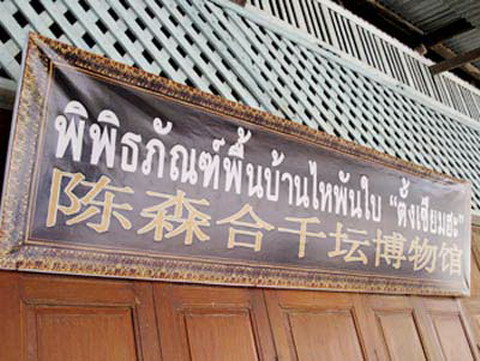 พิพิธภัณฑ์พื้นบ้านไหพันใบ "ตั้งเซียมฮะ"
陈森合千坛博物馆